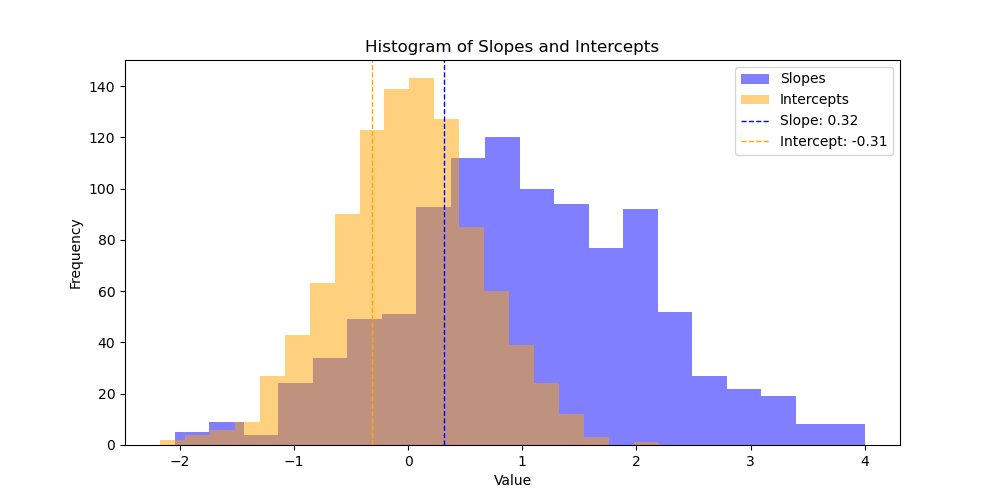 Histogram of Slopes and Intercepts
Slopes
Intercepts
Slope: 0.32
Intercept: -0.31
Frequency
140
120
100
80
60
40
20
0
−2
−1
0
1
2
3
4
Value